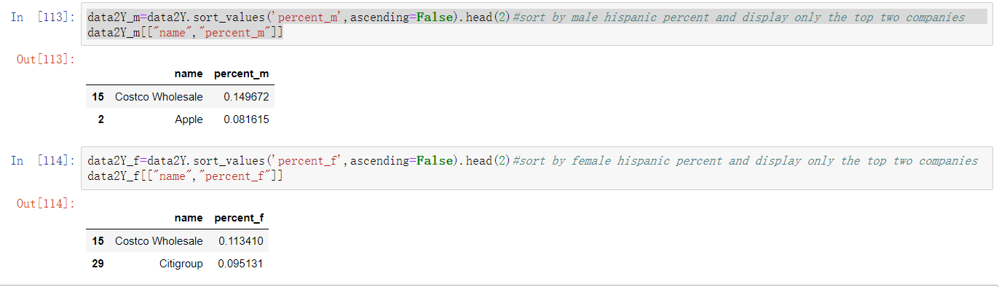 In [113]: data2Y_m=data2Y.sort_values('percent_m',ascending=False).head(2)#sort by male hispanic percent and display only the top two companies
data2Y_m[["name","percent_m"]]
Out[113]:
name percent_m
15 Costco Wholesale 0.149672
2 Apple 0.081615
In [114]: data2Y_f=data2Y.sort_values('percent_f',ascending=False).head(2)#sort by female hispanic percent and display only the top two companies
data2Y_f[["name","percent_f"]]
Out[114]:
name percent_f
15 Costco Wholesale 0.113410
29 Citigroup 0.095131